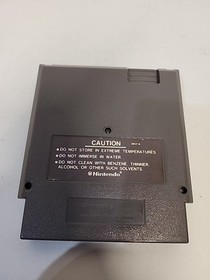 CAUTION
• DO NOT STORE IN EXTREME TEMPERATURES
• DO NOT IMMERSE IN WATER
• DO NOT CLEAN WITH BENZENE, THINNER,
ALCOHOL OR OTHER SUCH SOLVENTS
Nintendo